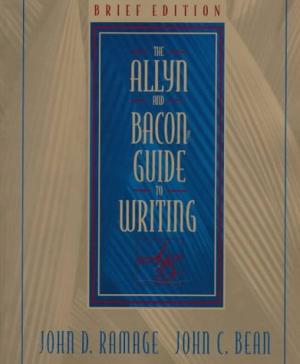 BRIEF EDITION
THE
ALLYN
AND
BACON
GUIDE
TO
WRITING
JOHN D. RAMAGE JOHN C. BEAN